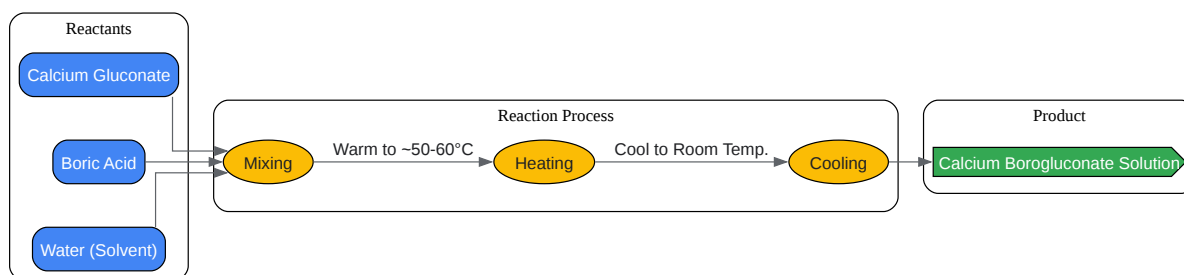 Reactants
Calcium Gluconate
Boric Acid
Water (Solvent)
Reaction Process
Mixing
Warm to ~50-60°C
Heating
Cool to Room Temp.
Cooling
Product
Calcium Borogluconate Solution